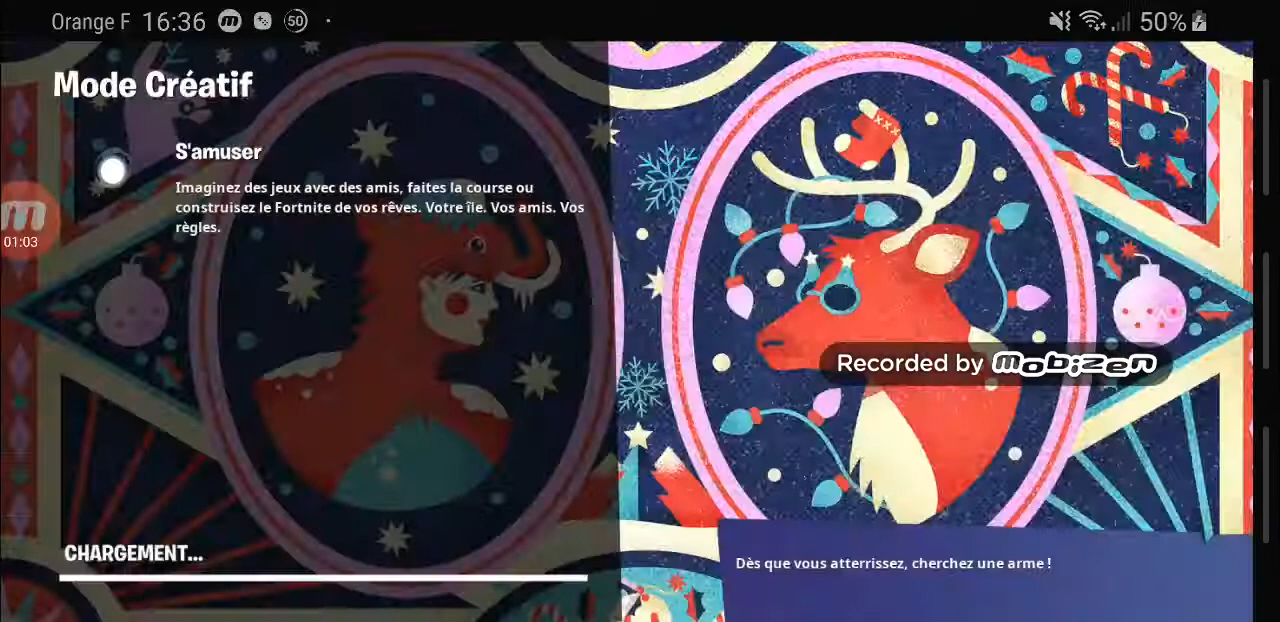 Orange F 16:36 m 50 50%
Mode Créatif
S'amuser
Imaginez des jeux avec des amis, faites la course ou
construisez le Fortnite de vos rêves. Votre île. Vos amis. Vos
règles.
m
01:03
Recorded by mobizen
CHARGEMENT...
Dès que vous atterrissez, cherchez une arme !